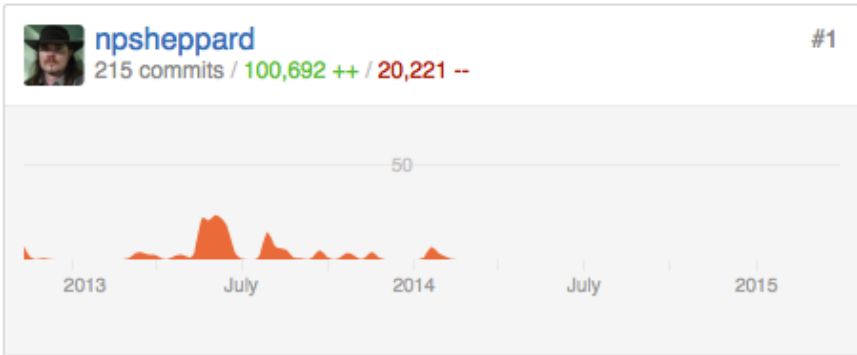 npsheppard
#1
215 commits / 100,692 ++ / 20,221 --
50
2013 July 2014 July 2015